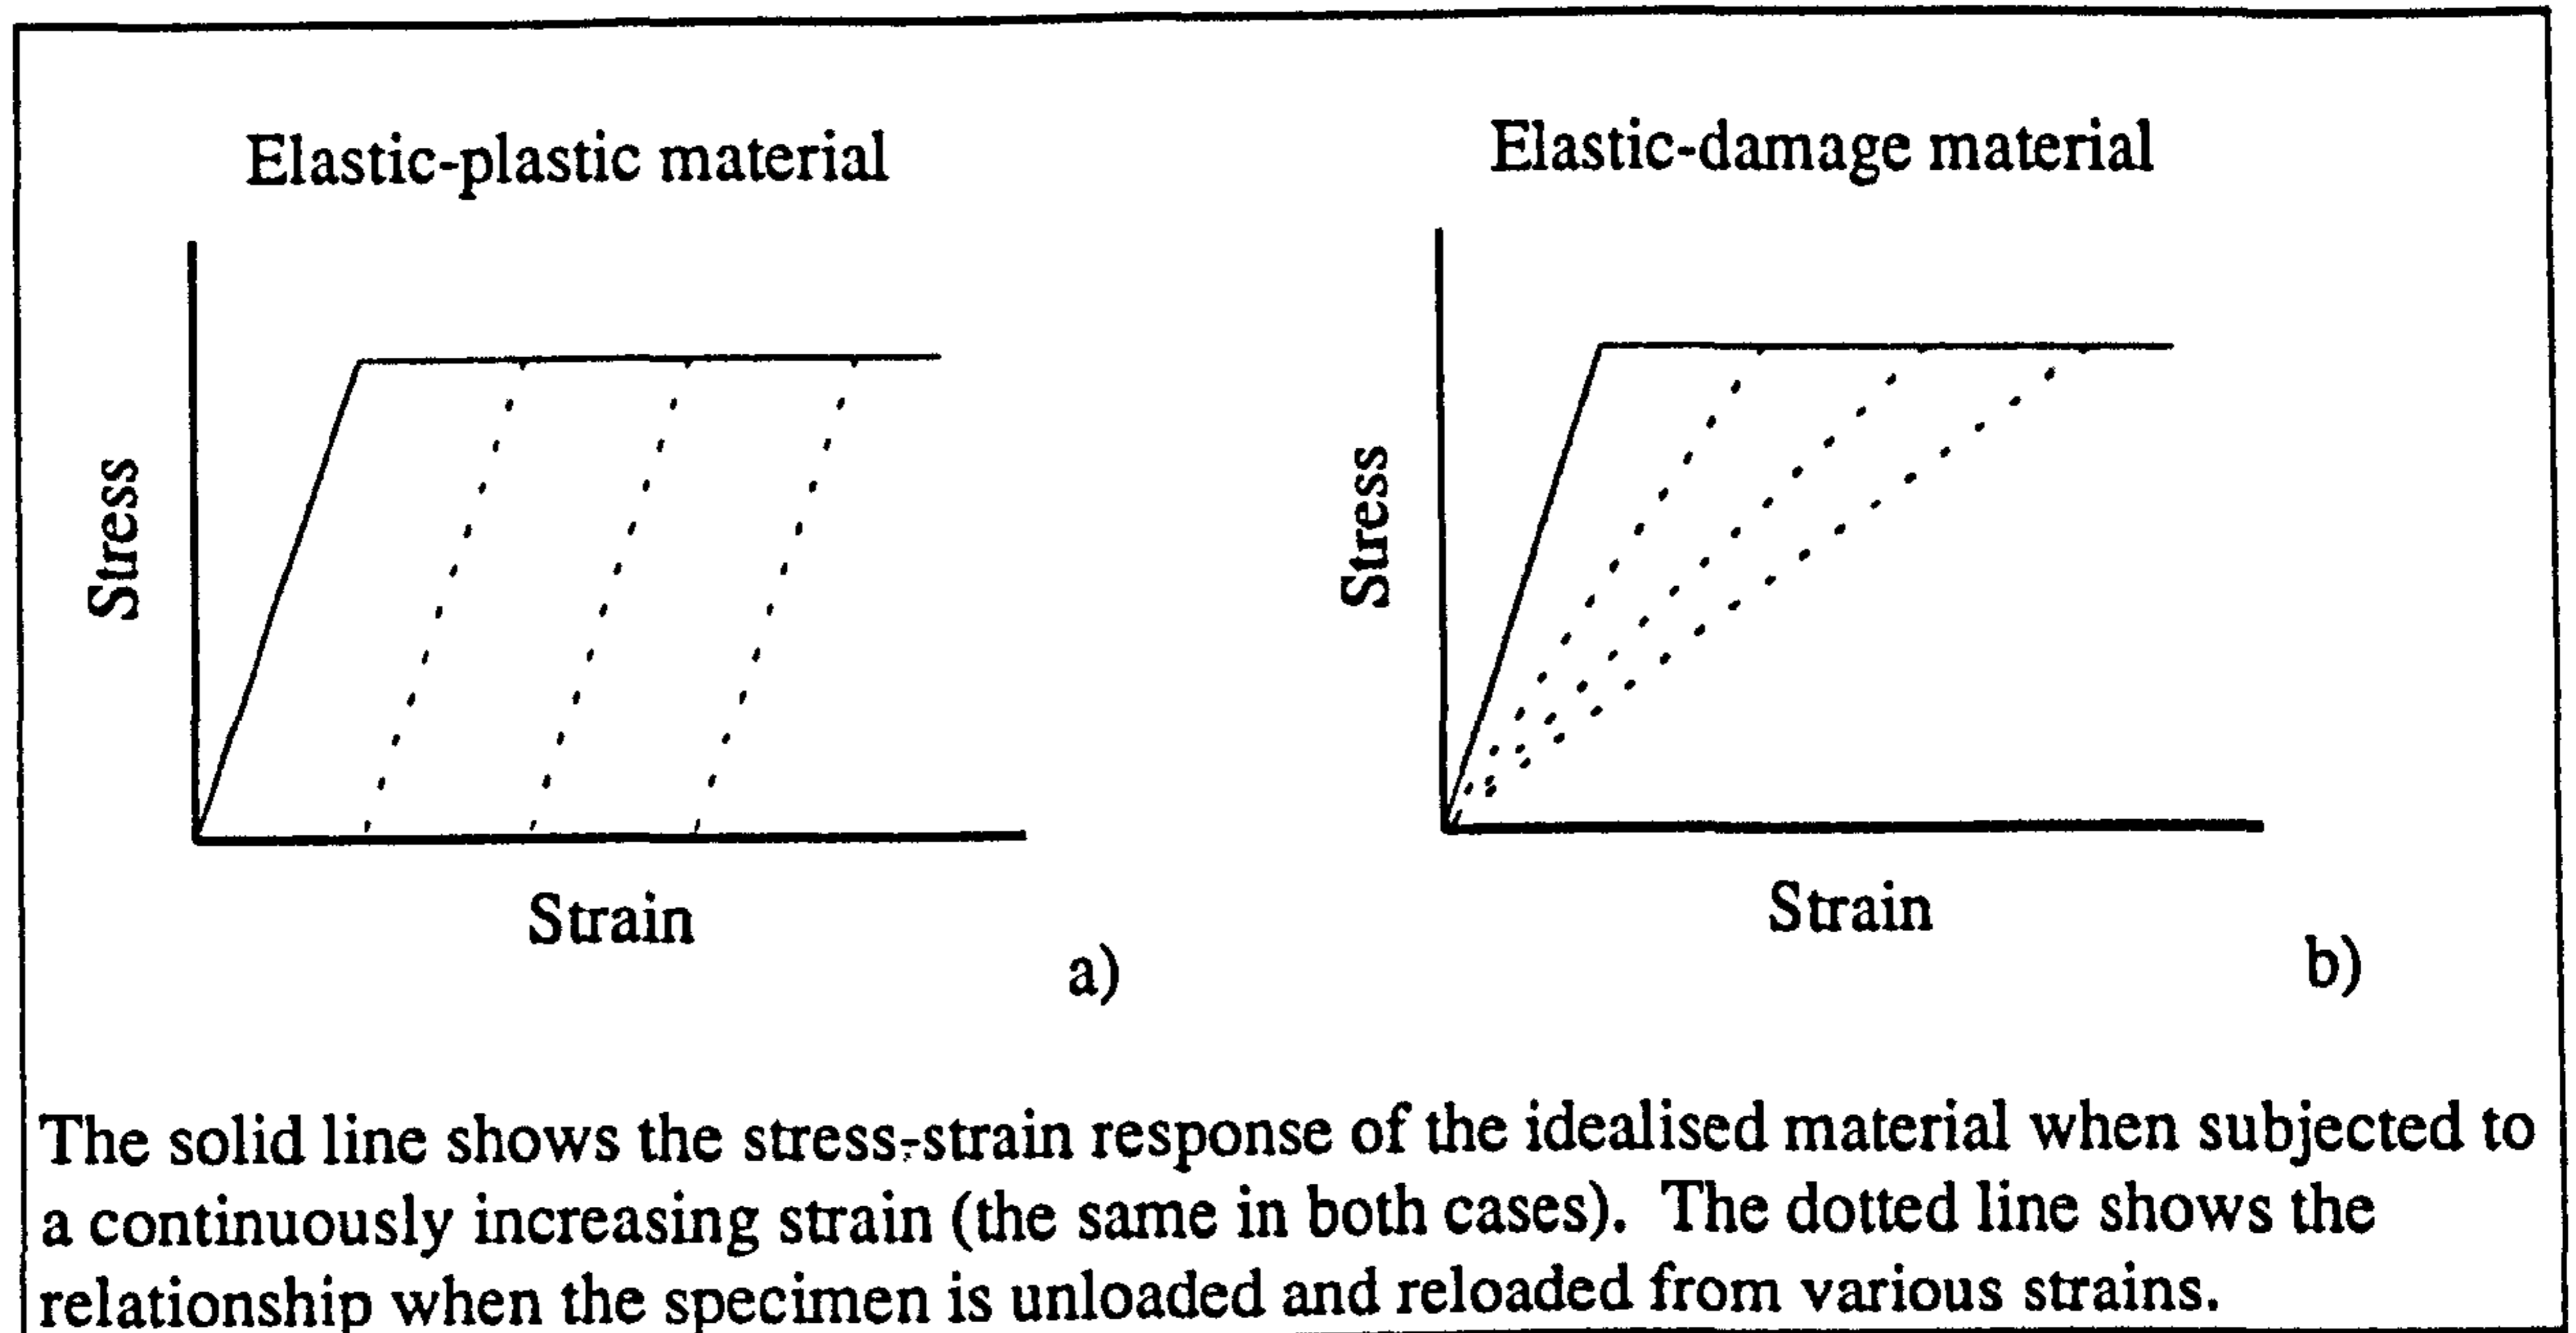 Elastic-plastic material
Stress
Strain
a)
Elastic-damage material
Stress
Strain
b)
The solid line shows the stress-strain response of the idealised material when subjected to
a continuously increasing strain (the same in both cases). The dotted line shows the
relationship when the specimen is unloaded and reloaded from various strains.